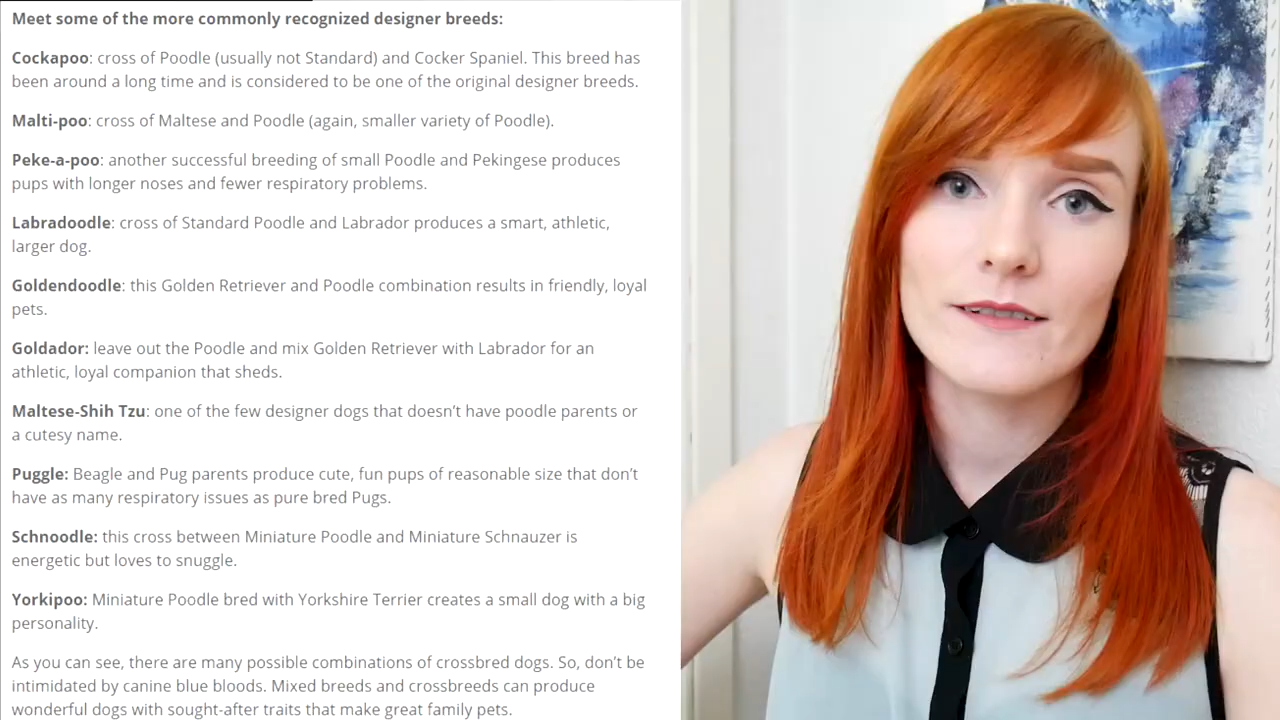 Meet some of the more commonly recognized designer breeds:
Cockapoo: cross of Poodle (usually not Standard) and Cocker Spaniel. This breed has
been around a long time and is considered to be one of the original designer breeds.
Malti-poo: cross of Maltese and Poodle (again, smaller variety of Poodle).
Peke-a-poo: another successful breeding of small Poodle and Pekingese produces
pups with longer noses and fewer respiratory problems.
Labradoodle: cross of Standard Poodle and Labrador produces a smart, athletic,
larger dog.
Goldendoodle: this Golden Retriever and Poodle combination results in friendly, loyal
pets.
Goldador: leave out the Poodle and mix Golden Retriever with Labrador for an
athletic, loyal companion that sheds.
Maltese-Shih Tzu: one of the few designer dogs that doesn’t have poodle parents or
a cutesy name.
Puggle: Beagle and Pug parents produce cute, fun pups of reasonable size that don’t
have as many respiratory issues as pure bred Pugs.
Schnoodle: this cross between Miniature Poodle and Miniature Schnauzer is
energetic but loves to snuggle.
Yorkipoo: Miniature Poodle bred with Yorkshire Terrier creates a small dog with a big
personality.
As you can see, there are many possible combinations of crossbred dogs. So, don’t be
intimidated by canine blue bloods. Mixed breeds and crossbreeds can produce
wonderful dogs with sought-after traits that make great family pets.